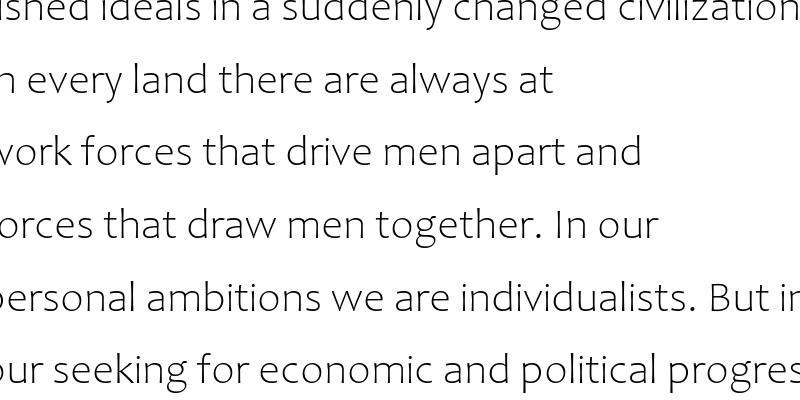 ished ideals in a suddenly changed civilization
n every land there are always at
work forces that drive men apart and
forces that draw men together. In our
personal ambitions we are individualists. But in
our seeking for economic and political progres